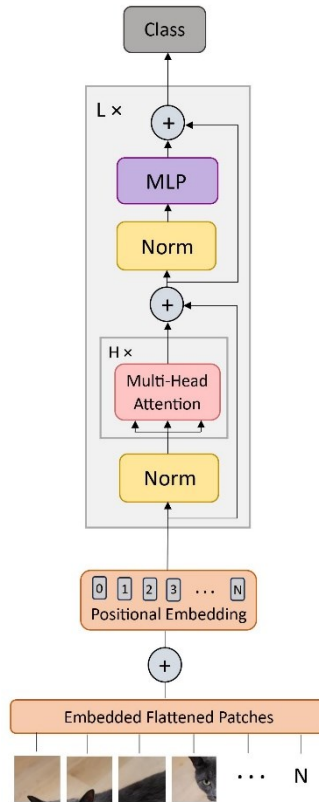 Class
L ×
+
MLP
Norm
+
H ×
Multi-Head
Attention
Norm
0 1 2 3 ... N
Positional Embedding
+
Embedded Flattened Patches
... N